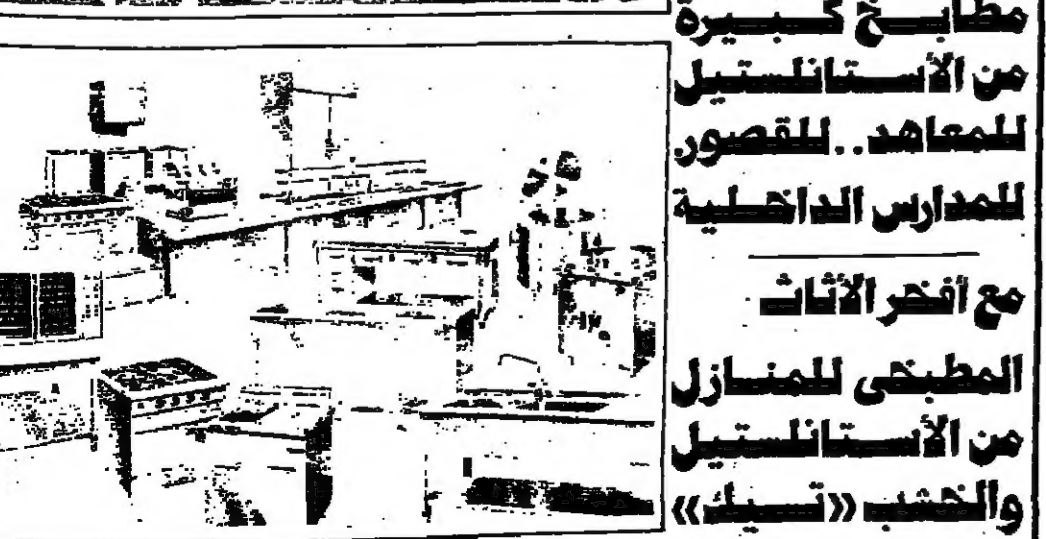 مطابخ كبيرة
من الأستانلستيل
للمعاهد..للقصور.
للمدارس الداخلية
مع أفخر الأثاث
المطبخى للمنازل
من الأستانلستيل
والخشب «تسيك»